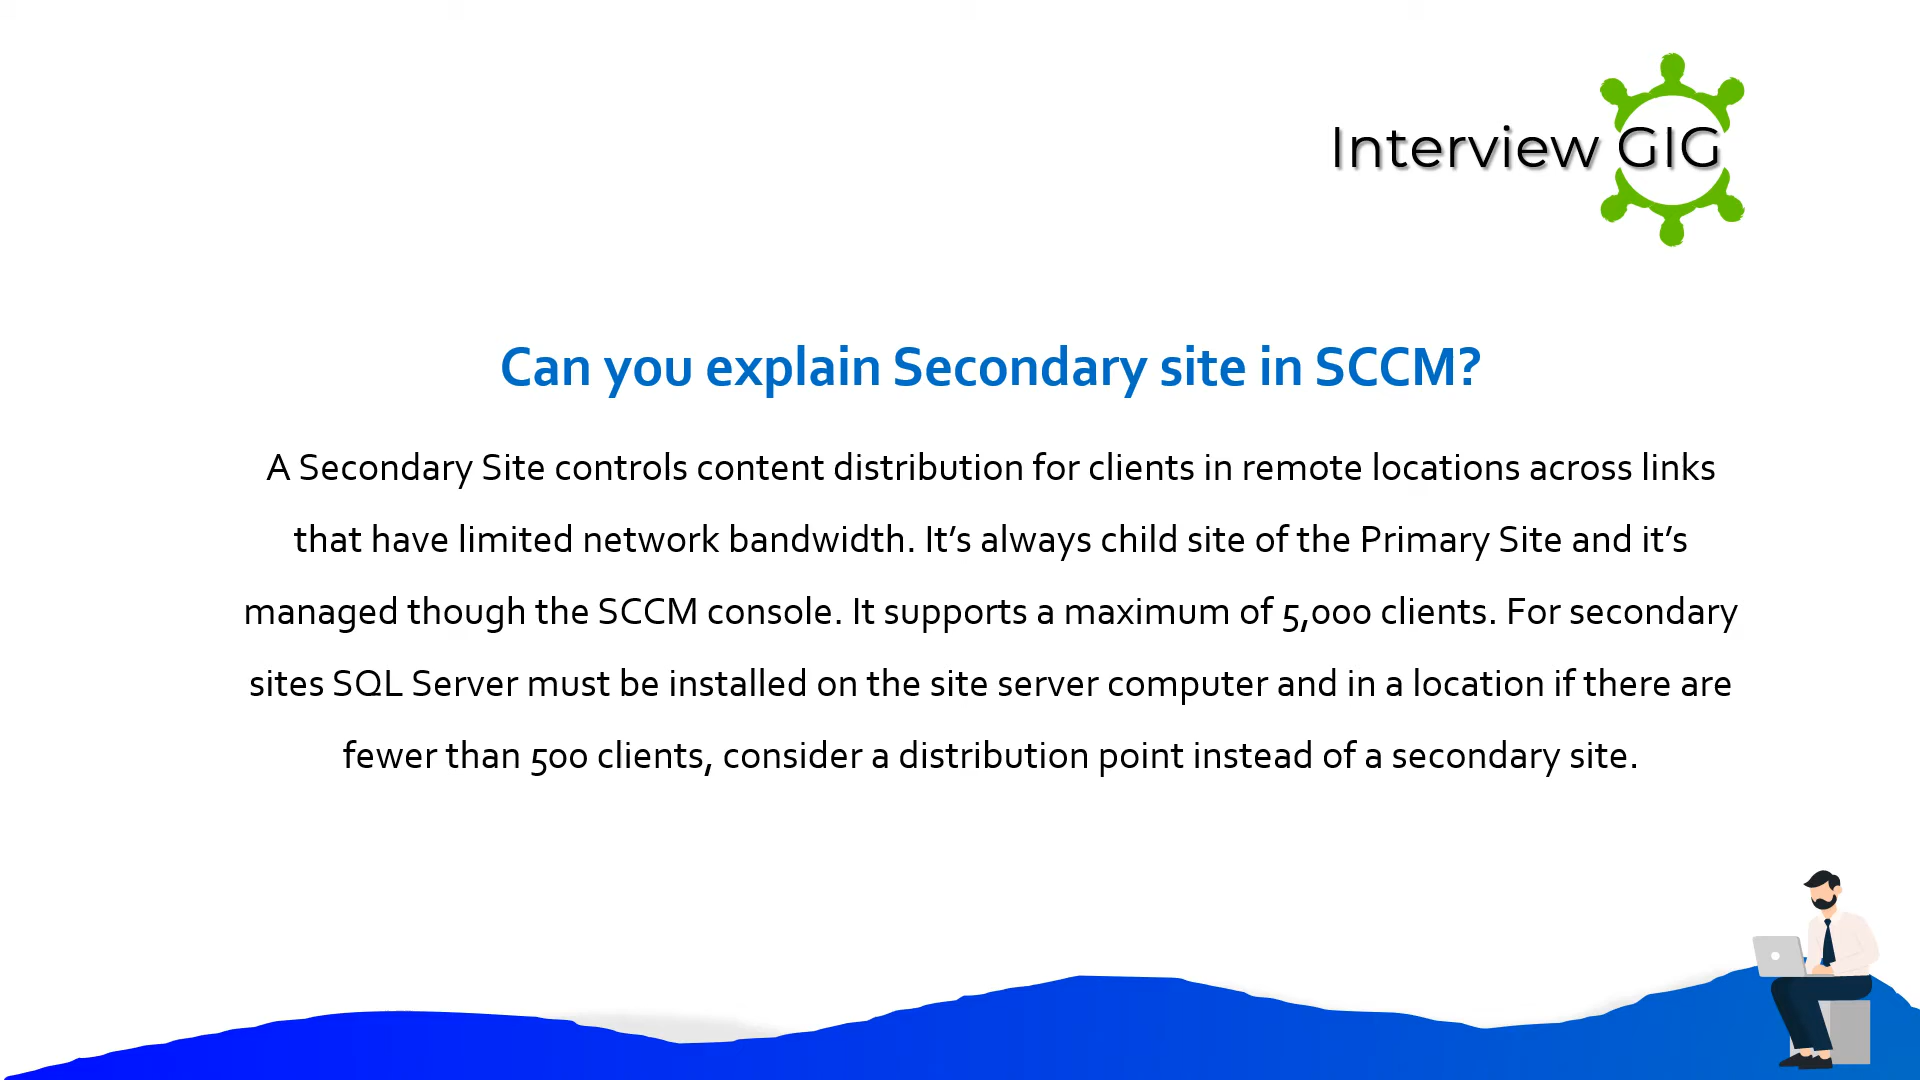 Interview GIG
Can you explain Secondary site in SCCM?
A Secondary Site controls content distribution for clients in remote locations across links
that have limited network bandwidth. It’s always child site of the Primary Site and it’s
managed though the SCCM console. It supports a maximum of 5,000 clients. For secondary
sites SQL Server must be installed on the site server computer and in a location if there are
fewer than 500 clients, consider a distribution point instead of a secondary site.